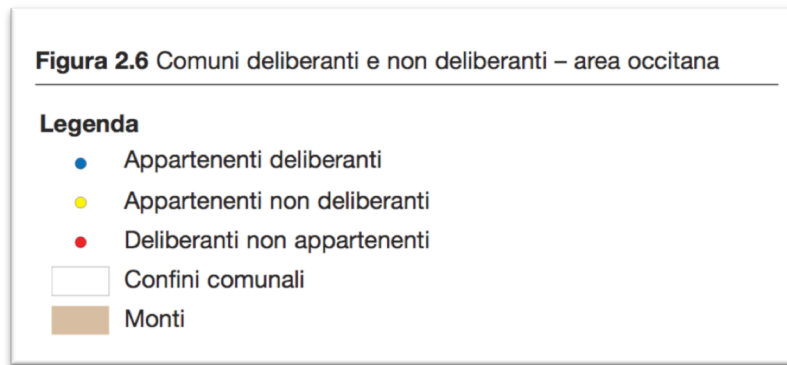 Figura 2.6 Comuni deliberanti e non deliberanti – area occitana
Legenda
Appartenenti deliberanti
Appartenenti non deliberanti
Deliberanti non appartenenti
Confini comunali
Monti